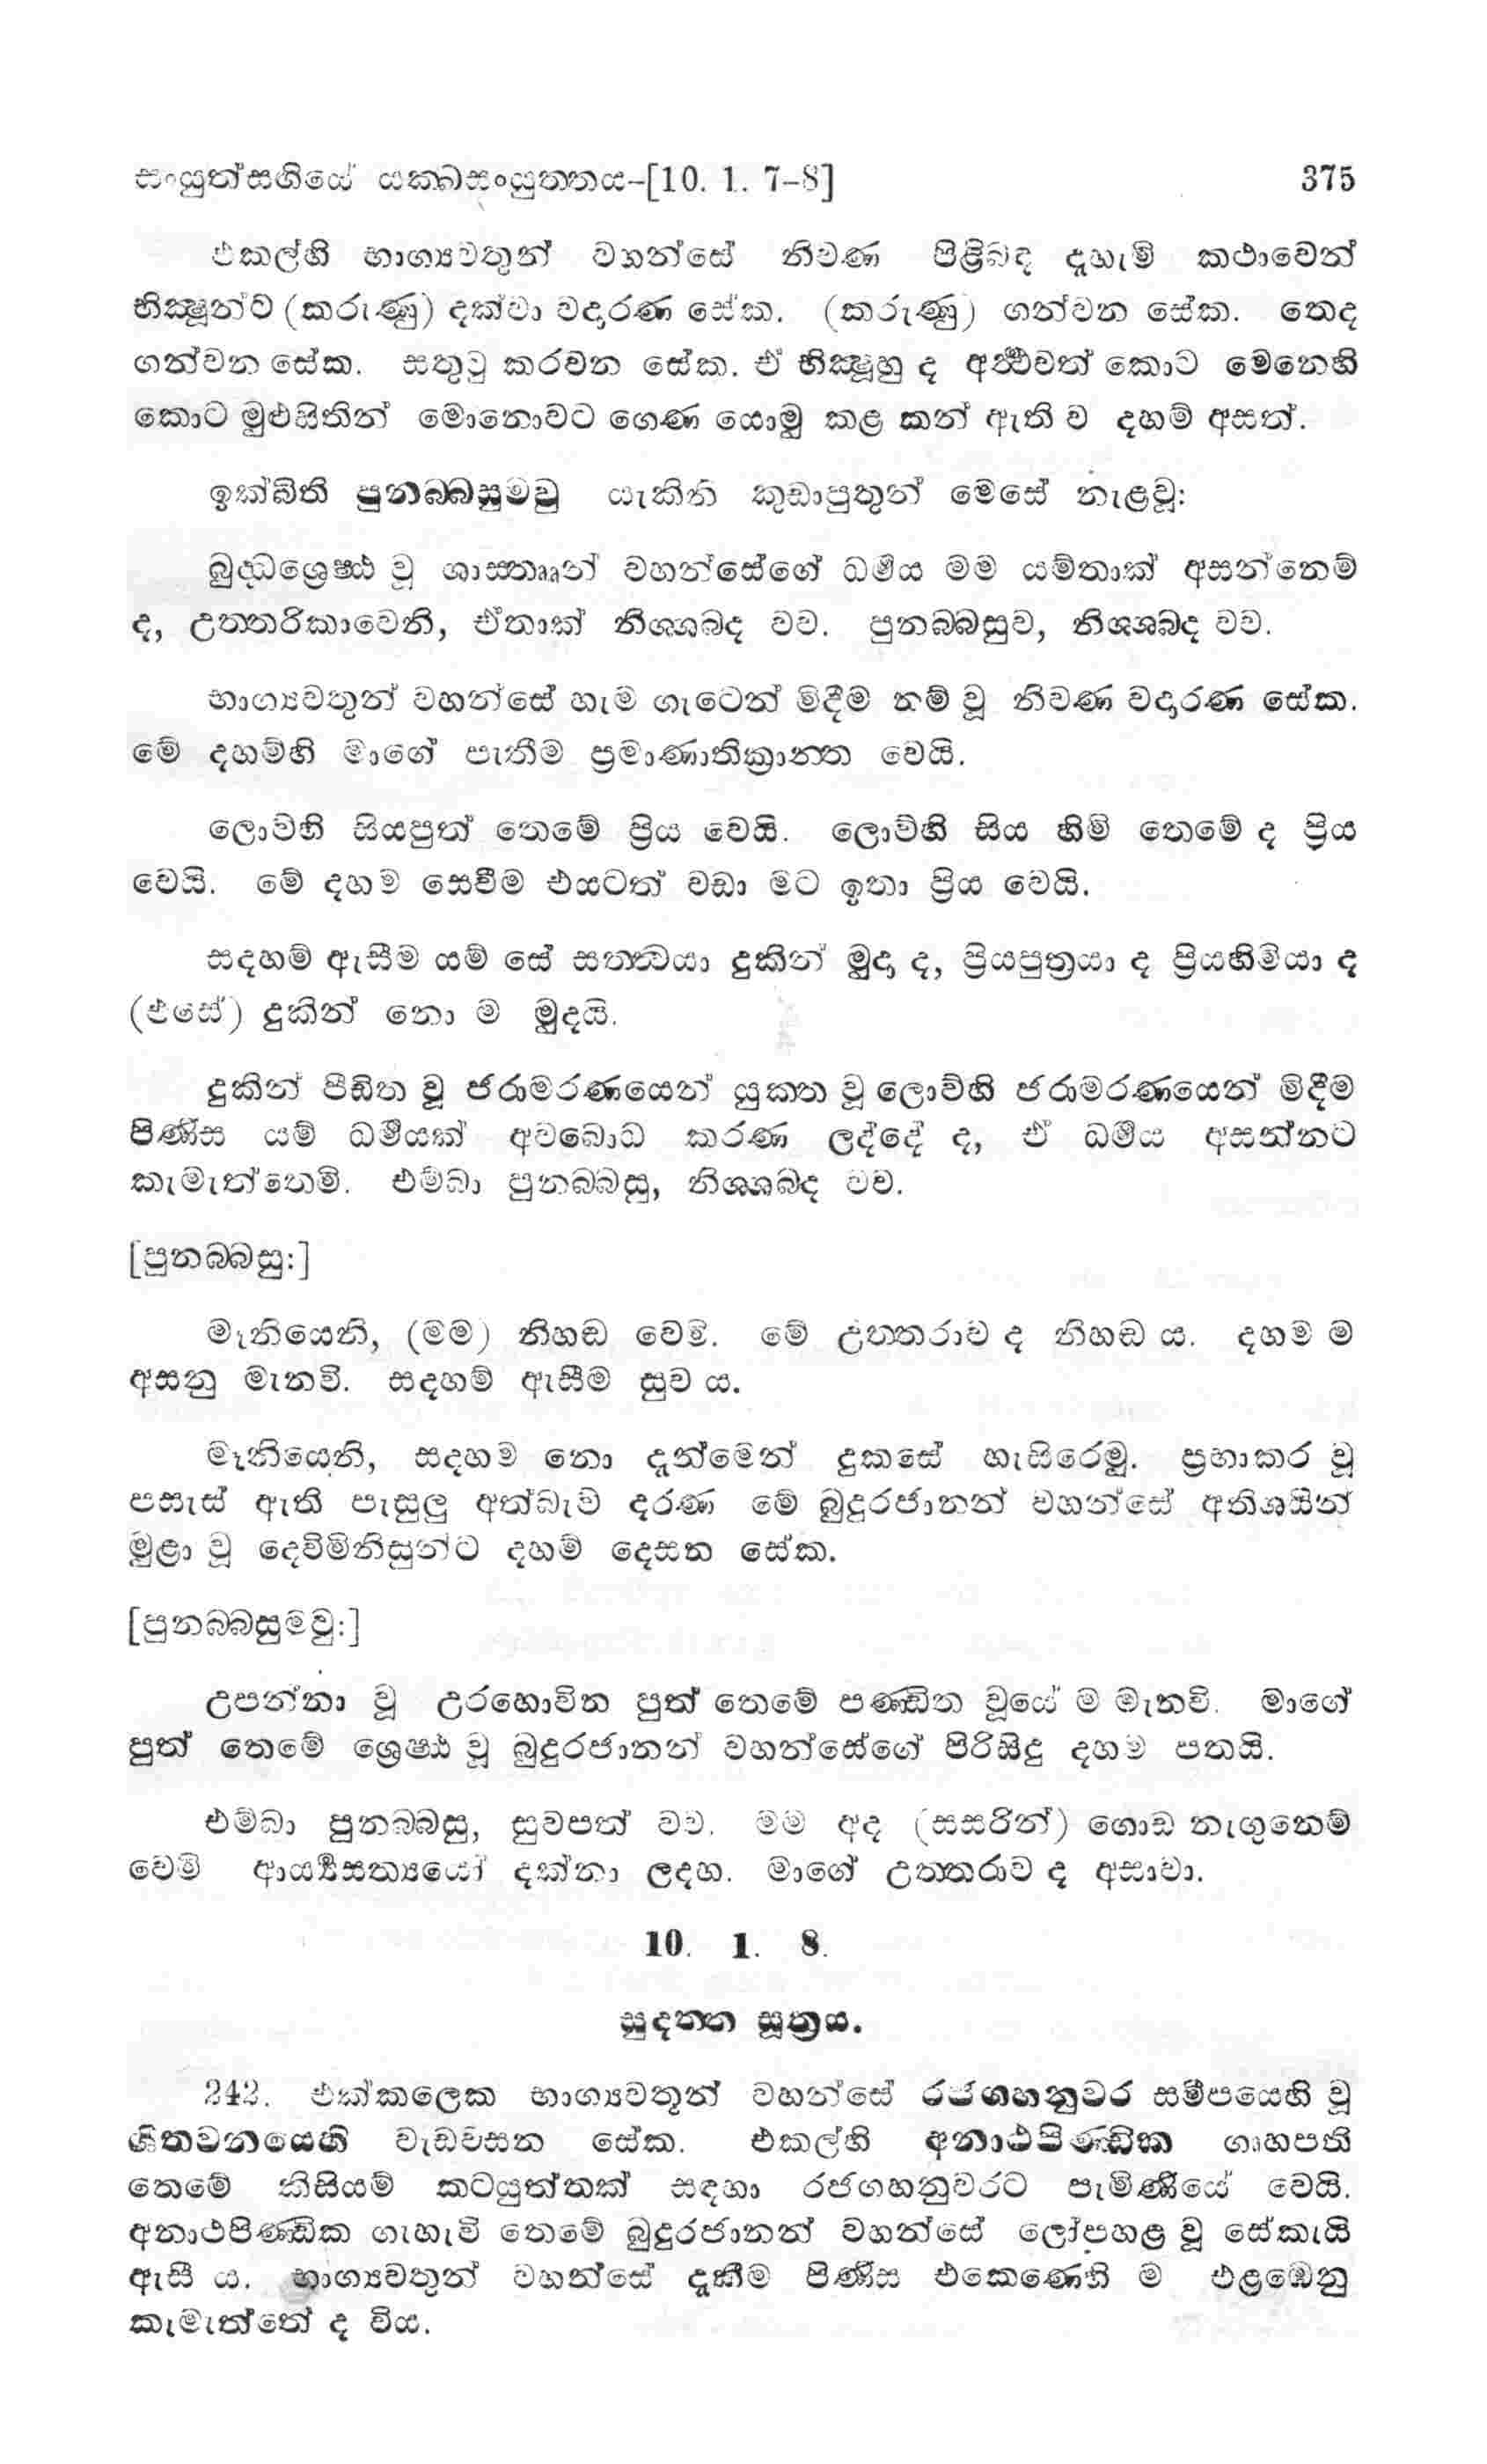 සංයුත්සඟියේ යක්ඛසංයුත්තය-[10. 1. 7-8] 375
එකල්හි භාග්‍යවතුන් වහන්සේ නිවණ පිළිබඳ දැහැමි කථාවෙන්
භික්ෂූන්ට (කරුණු) දක්වා වදාරණ සේක. (කරුණු) ගන්වන සේක. තෙද
ගන්වන සේක. සතුටු කරවන සේක. ඒ භික්ෂූහු ද අර්ථවත් කොට මෙනෙහි
කොට මුළුසිතින් මොනොවට ගෙණ යොමු කළ කන් ඇති ව දහම් අසත්.
ඉක්බිති පුනබ්බසුමවු යැකිනි කුඩාපුතුන් මෙසේ නැළවූ:
බුද්ධශ්‍රේෂ්ඨ වූ ශාස්තෲන් වහන්සේගේ ධර්මය මම යම්තාක් අසන්නෙම්
ද, උත්තරිකාවෙනි, ඒතාක් නිශ්ශබ්ද වව. පුනබ්බසුව, නිශ්ශබ්ද වව.
භාග්‍යවතුන් වහන්සේ හැම ගැටෙන් මිදීම නම් වූ නිවණ වදාරණ සේක.
මේ දහම්හි මාගේ පැතීම ප්‍රමාණාතික්‍රාන්ත වෙයි.
ලොව්හි සියපුත් තෙමේ ප්‍රිය වෙයි. ලොව්හි සිය හිමි තෙමේ ද ප්‍රිය
වෙයි. මේ දහම් සෙවීම එයටත් වඩා මට ඉතා ප්‍රිය වෙයි.
සදහම් ඇසීම යම් සේ සත්ත්වයා දුකින් මුදා ද, ප්‍රියපුත්‍රයා ද ප්‍රියහිමියා ද
(එසේ) දුකින් නො ම මුදයි.
දුකින් පීඩිත වූ ජරාමරණයෙන් යුක්ත වූ ලොව්හි ජරාමරණයෙන් මිදීම
පිණිස යම් ධර්මයක් අවබොධ කරණ ලද්දේ ද, ඒ ධර්මය අසන්නට
කැමැත්තෙමි. එම්බා පුනබ්බසු, නිශ්ශබ්ද වව.
[පුනබ්බසු:]
මෑනියෙනි, (මම) නිහඬ වෙමි. මේ උත්තරාව ද නිහඬ ය. දහම් ම
අසනු මැනවි. සදහම් ඇසීම සුව ය.
මෑනියෙනි, සදහම් නො දැන්මෙන් දුකසේ හැසිරෙමු. ප්‍රභාකර වූ
පසැස් ඇති පැසුලු අත්බැව් දරණ මේ බුදුරජානන් වහන්සේ අතිශයින්
මුළා වූ දෙව්මිනිසුන්ට දහම් දෙසන සේක.
[පුනබ්බසුමවු:]
උපන්නා වූ උරහොවින පුත් තෙමේ පණ්ඩිත වූයේ ම මැනවි. මාගේ
පුත් තෙමේ ශ්‍රේෂ්ඨ වූ බුදුරජානන් වහන්සේගේ පිරිසිදු දහම් පතයි.
එම්බා පුනබ්බසු, සුවපත් වව. මම අද (සසරින්) ගොඩ නැගුනෙම්
වෙමි ආර්‍ය්‍යසත්‍යයෝ දක්නා ලදහ. මාගේ උත්තරාව ද අසාවා.
10. 1. 8.
සුදත්ත සූත්‍රය.
242. එක්කලෙක භාග්‍යවතූන් වහන්සේ රජගහනුවර සමීපයෙහි වූ
ශීතවනයෙහි වැඩවසන සේක. එකල්හි අනාථපිණ්ඩික ගෘහපති
තෙමේ කිසියම් කටයුත්තක් සඳහා රජගහනුවරට පැමිණියේ වෙයි.
අනාථපිණ්ඩික ගැහැවි තෙමේ බුදුරජානන් වහන්සේ ලෝපහළ වූ සේකැයි
ඇසී ය. භාග්‍යවතුන් වහන්සේ දැකීම පිණිස එකෙණෙහි ම එළඹෙනු
කැමැත්තේ ද විය.